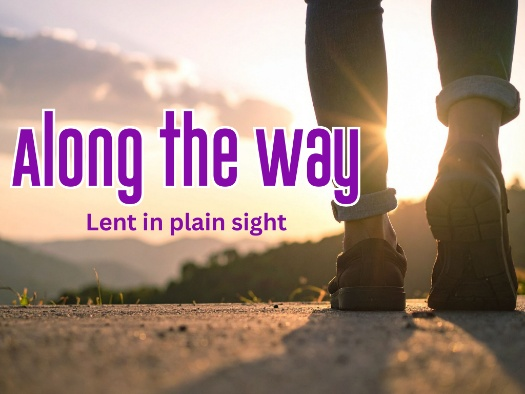 Along the way
Lent in plain sight